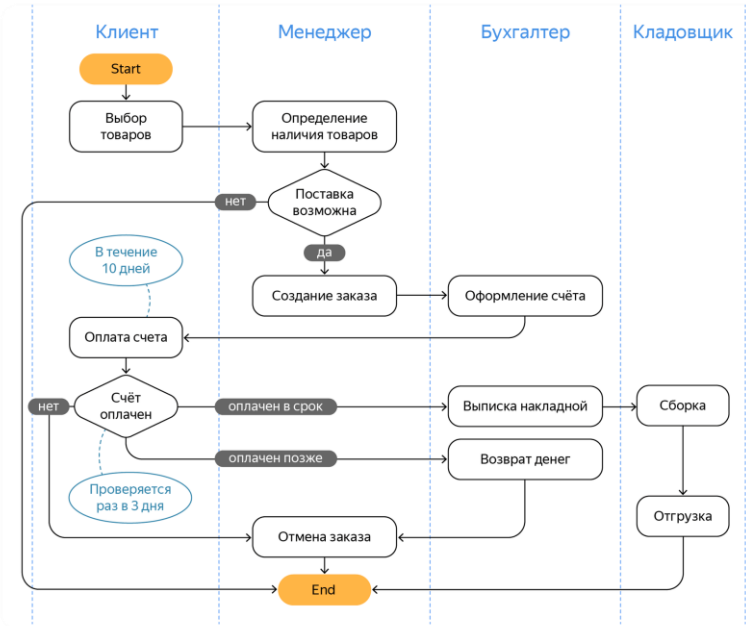 Клиент
Менеджер
Бухгалтер
Кладовщик
Start
Выбор
товаров
Определение
наличия товаров
нет
Поставка
возможна
да
В течение
10 дней
Создание заказа
Оформление счёта
Оплата счета
нет
Счёт
оплачен
оплачен в срок
Выписка накладной
Сборка
оплачен позже
Возврат денег
Проверяется
раз в 3 дня
Отгрузка
Отмена заказа
End